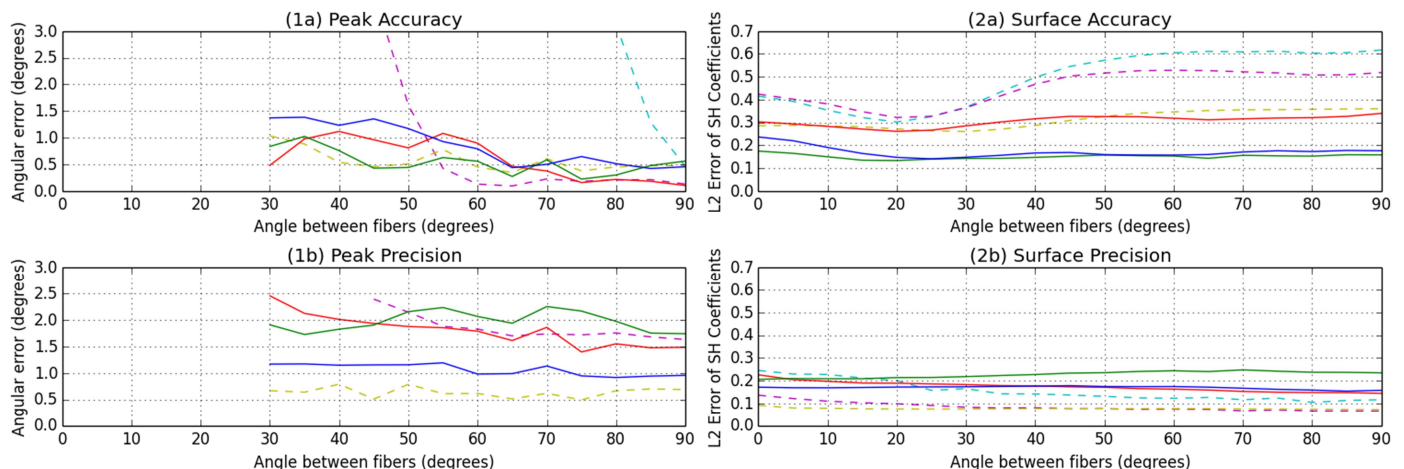 (1a) Peak Accuracy
Angular error (degrees)
3.0
2.5
2.0
1.5
1.0
0.5
0.0
0 10 20 30 40 50 60 70 80 90
Angle between fibers (degrees)
(2a) Surface Accuracy
L2 Error of SH Coefficients
0.7
0.6
0.5
0.4
0.3
0.2
0.1
0.0
0 10 20 30 40 50 60 70 80 90
Angle between fibers (degrees)
(1b) Peak Precision
Angular error (degrees)
3.0
2.5
2.0
1.5
1.0
0.5
0.0
0 10 20 30 40 50 60 70 80 90
Angle between fibers (degrees)
(2b) Surface Precision
L2 Error of SH Coefficients
0.7
0.6
0.5
0.4
0.3
0.2
0.1
0.0
0 10 20 30 40 50 60 70 80 90
Angle between fibers (degrees)